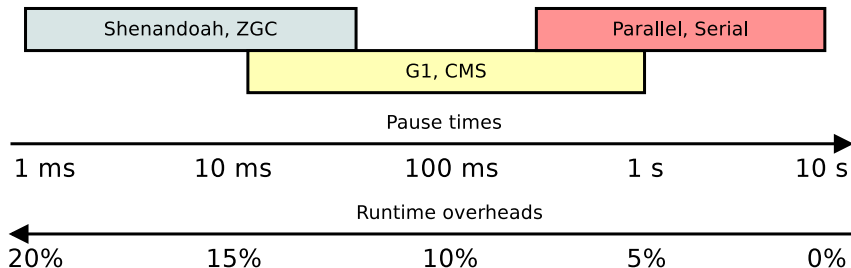 Shenandoah, ZGC
Parallel, Serial
G1, CMS
Pause times
1 ms 10 ms 100 ms 1 s 10 s
Runtime overheads
20% 15% 10% 5% 0%